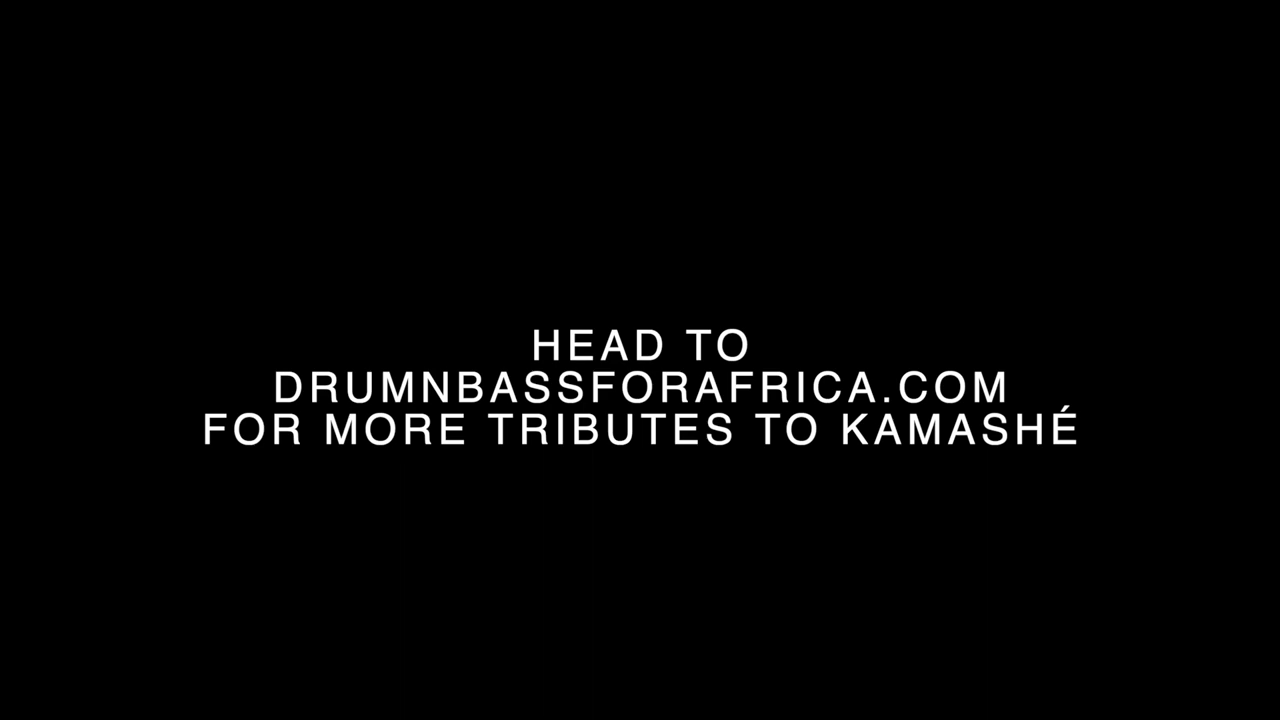 HEAD TO
DRUMNBASSFORAFRICA.COM
FOR MORE TRIBUTES TO KAMASHÉ